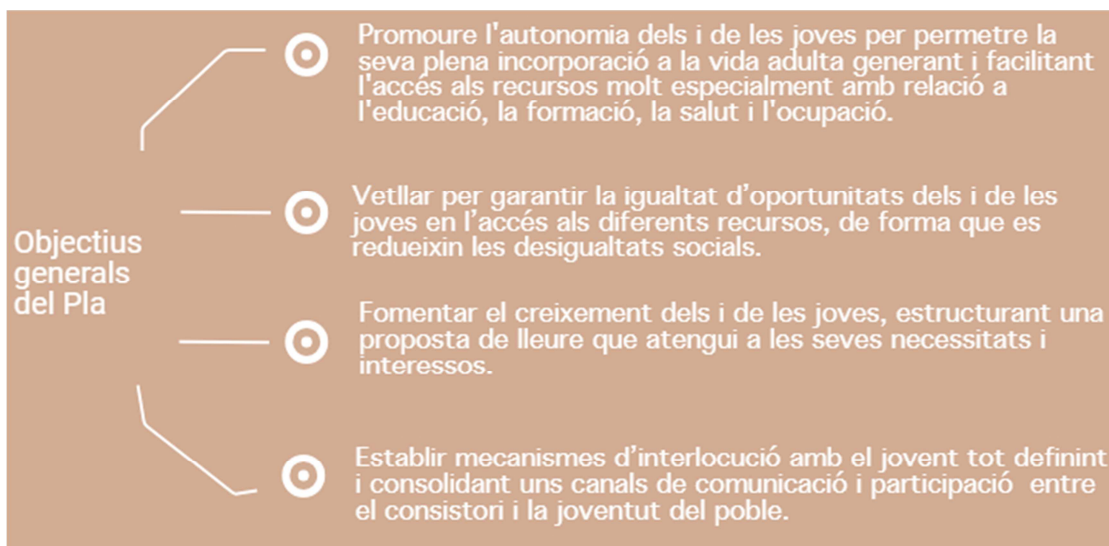 Objectius
generals
del Pla
Promoure l'autonomia dels i de les joves per permetre la
seva plena incorporació a la vida adulta generant i facilitant
l'accés als recursos molt especialment amb relació a
l'educació, la formació, la salut i l'ocupació.
Vetllar per garantir la igualtat d'oportunitats dels i de les
joves en l'accés als diferents recursos, de forma que es
redueixin les desigualtats socials.
Fomentar el creixement dels i de les joves, estructurant una
proposta de lleure que atengui a les seves necessitats i
interessos.
Establir mecanismes d'interlocució amb el jovent tot definint
i consolidant uns canals de comunicació i participació  entre
el consistori i la joventut del poble.